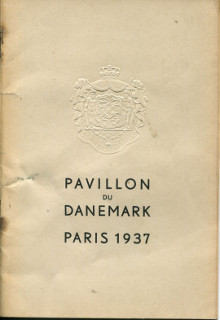 PAVILLON
DU
DANEMARK
PARIS 1937